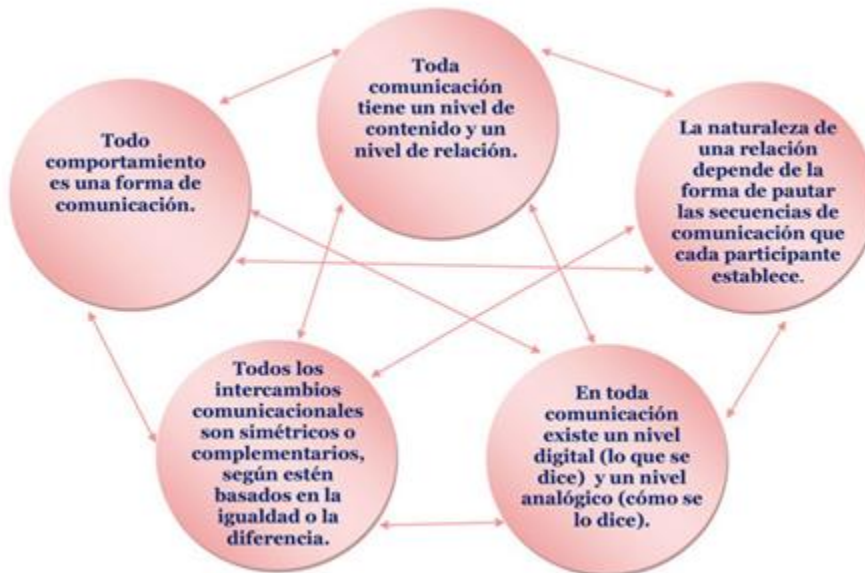 Toda
comunicación
tiene un nivel de
contenido y un
nivel de relación.
Todo
comportamiento
es una forma de
comunicación.
La naturaleza de
una relación
depende de la
forma de pautar
las secuencias de
comunicación que
cada participante
establece.
Todos los
intercambios
comunicacionales
son simétricos o
complementarios,
según estén
basados en la
igualdad o la
diferencia.
En toda
comunicación
existe un nivel
digital (lo que se
dice) y un nivel
analógico (cómo se
lo dice).